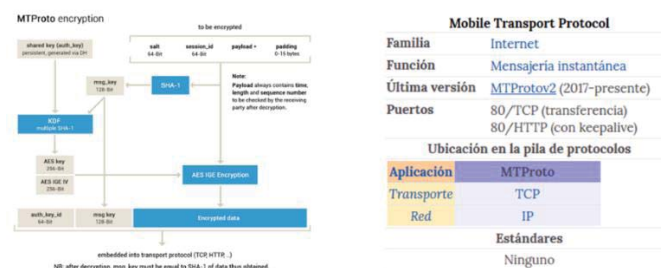 MTProto encryption
to be encrypted
shared key (auth_key)
persistent, generated via DH
salt
64-Bit
session_id
64-Bit
payload *
padding
0-15 bytes
msg_key
128-Bit
SHA-1
Note:
Payload always contains time,
length and sequence number
to be checked by the receiving
party after decryption.
KDF
multiple SHA-1
AES key
256-Bit
AES IGE IV
256-Bit
AES IGE Encryption
auth_key_id
64-Bit
msg key
128-Bit
Encrypted data
embedded into transport protocol (TCP, HTTP, ..)
NB: after decryption, msg_key must be equal to SHA-1 of data thus obtained.
Mobile Transport Protocol
Familia Internet
Función Mensajería instantánea
Última versión MTProtov2 (2017-presente)
Puertos 80/TCP (transferencia)
80/HTTP (con keepalive)
Ubicación en la pila de protocolos
Aplicación MTProto
Transporte TCP
Red IP
Estándares
Ninguno